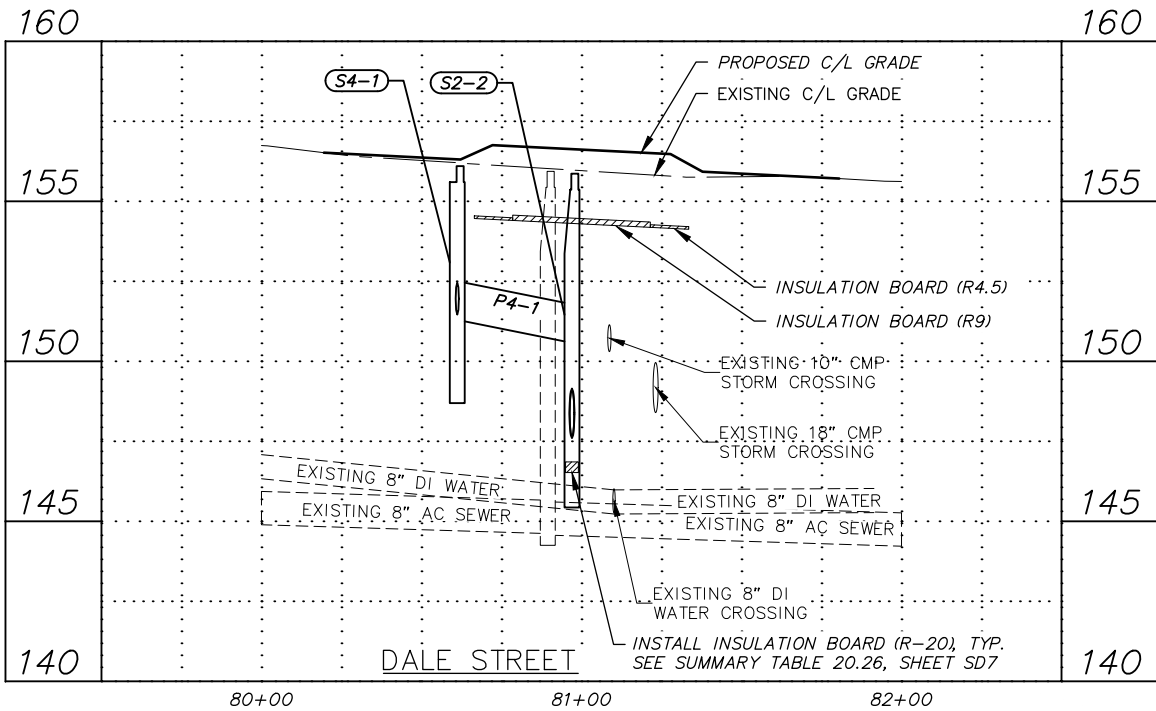 160
160
PROPOSED C/L GRADE
S4-1
S2-2
EXISTING C/L GRADE
155
155
INSULATION BOARD (R4.5)
P4-1
INSULATION BOARD (R9)
150
150
EXISTING 10" CMP
STORM CROSSING
EXISTING 18" CMP
STORM CROSSING
EXISTING 8" DI WATER
EXISTING 8" DI WATER
145
145
EXISTING 8" AC SEWER
EXISTING 8" AC SEWER
EXISTING 8" DI
WATER CROSSING
INSTALL INSULATION BOARD (R-20), TYP.
SEE SUMMARY TABLE 20.26, SHEET SD7
DALE STREET
140
140
80+00
81+00
82+00